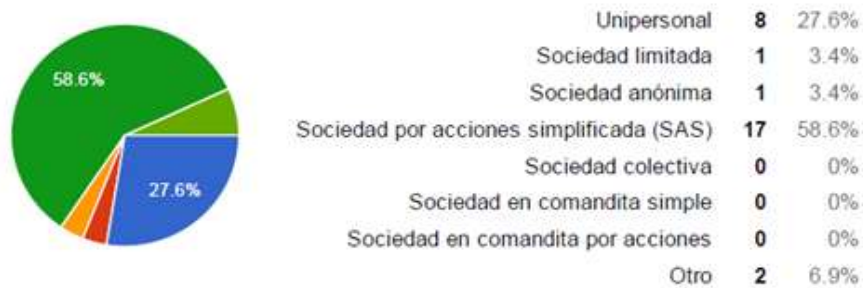 58.6%
27.6%
Unipersonal 8 27.6%
Sociedad limitada 1 3.4%
Sociedad anónima 1 3.4%
Sociedad por acciones simplificada (SAS) 17 58.6%
Sociedad colectiva 0 0%
Sociedad en comandita simple 0 0%
Sociedad en comandita por acciones 0 0%
Otro 2 6.9%